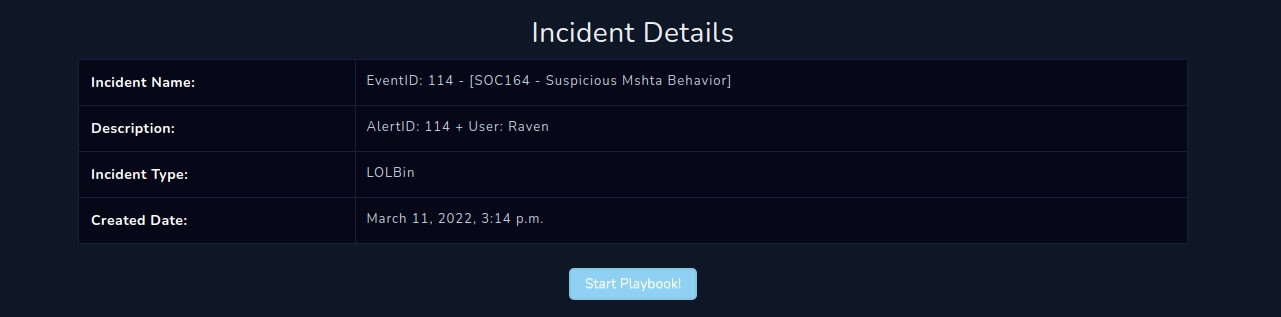 Incident Details
Incident Name: EventID: 114 - [SOC164 - Suspicious Mshta Behavior]
Description: AlertID: 114 + User: Raven
Incident Type: LOLBin
Created Date: March 11, 2022, 3:14 p.m.
Start Playbook!